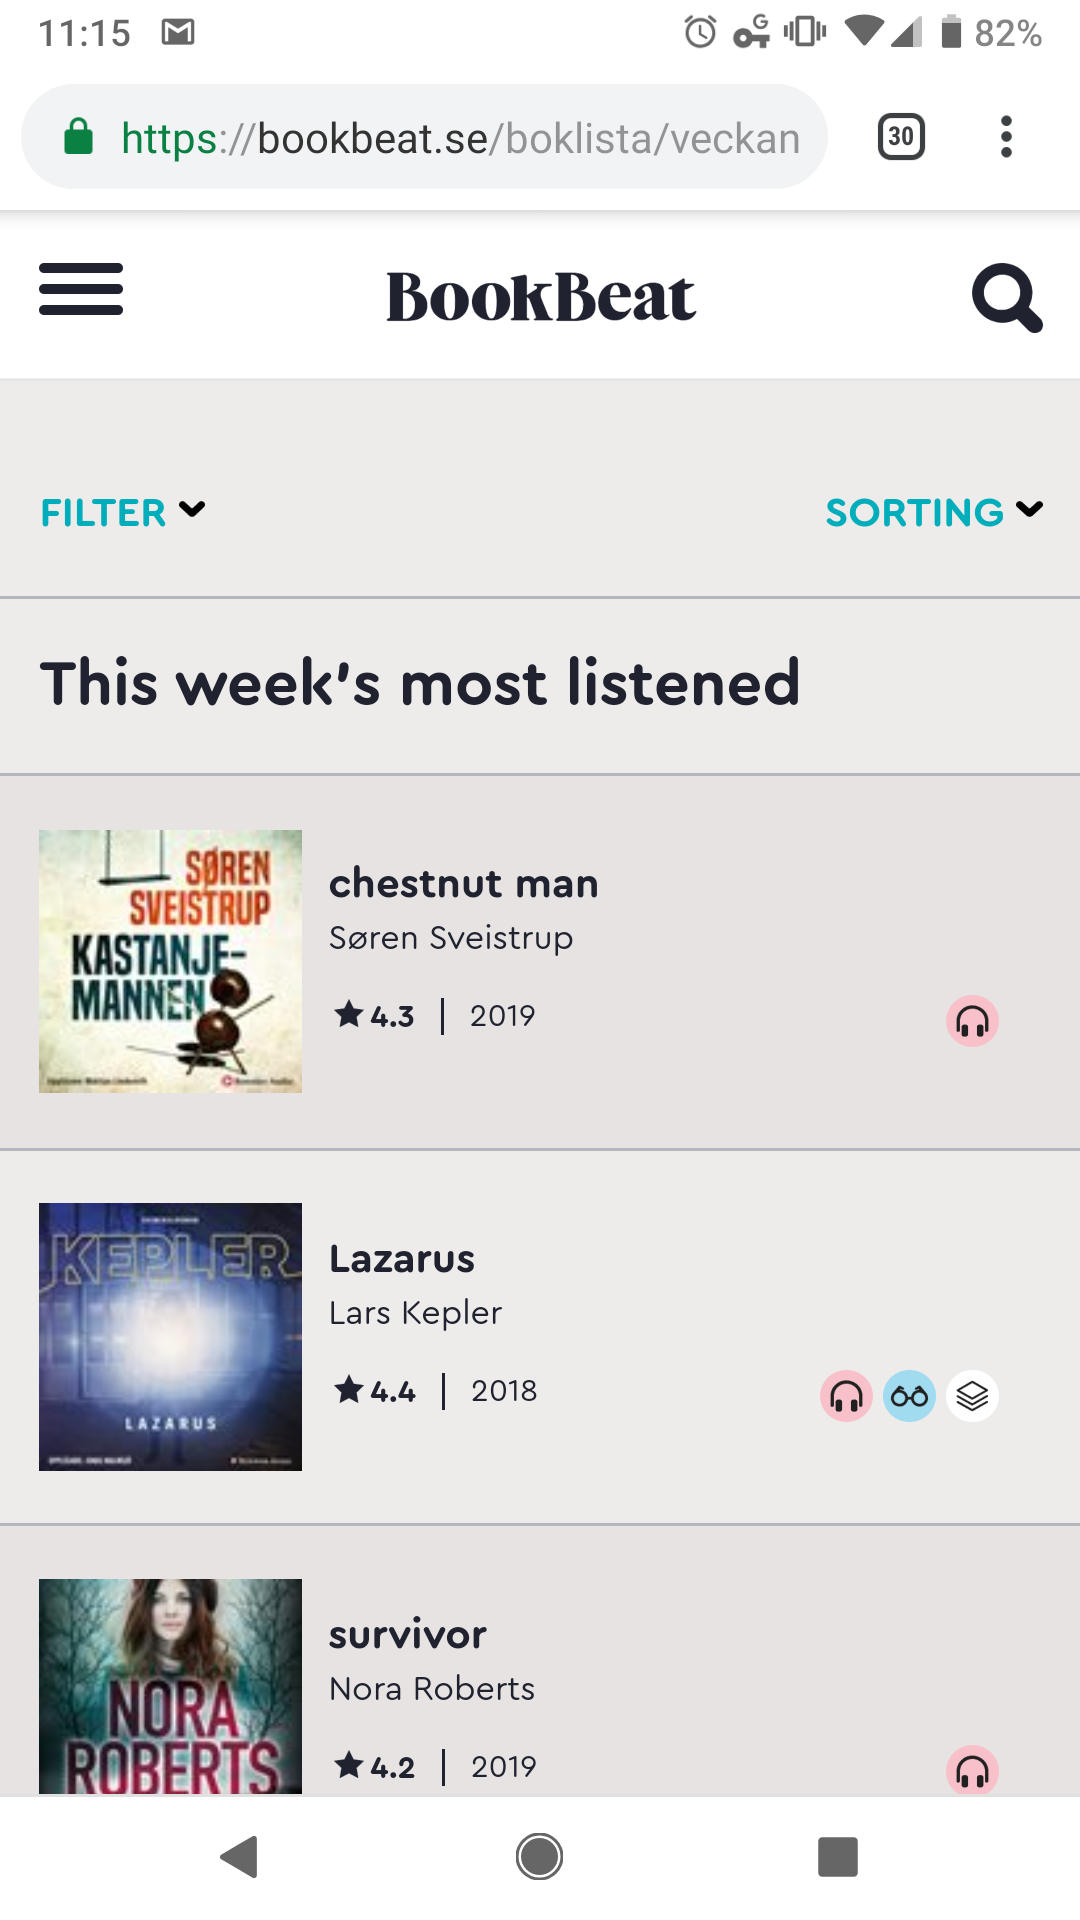 11:15 82%
https://bookbeat.se/boklista/veckan
30
BookBeat
FILTER SORTING
This week's most listened
SØREN
SVEISTRUP
KASTANJE-
MANNEN
chestnut man
Søren Sveistrup
4.3 | 2019
KEPLER
LAZARUS
Lazarus
Lars Kepler
4.4 | 2018
NORA
ROBERTS
survivor
Nora Roberts
4.2 | 2019